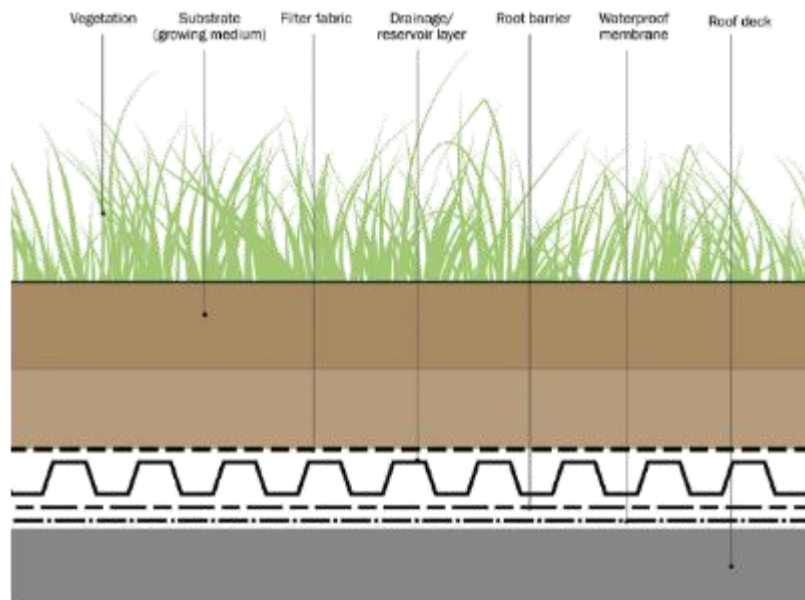 Vegetation
Substrate
(growing medium)
Filter fabric
Drainage/
reservoir layer
Root barrier
Waterproof
membrane
Roof deck